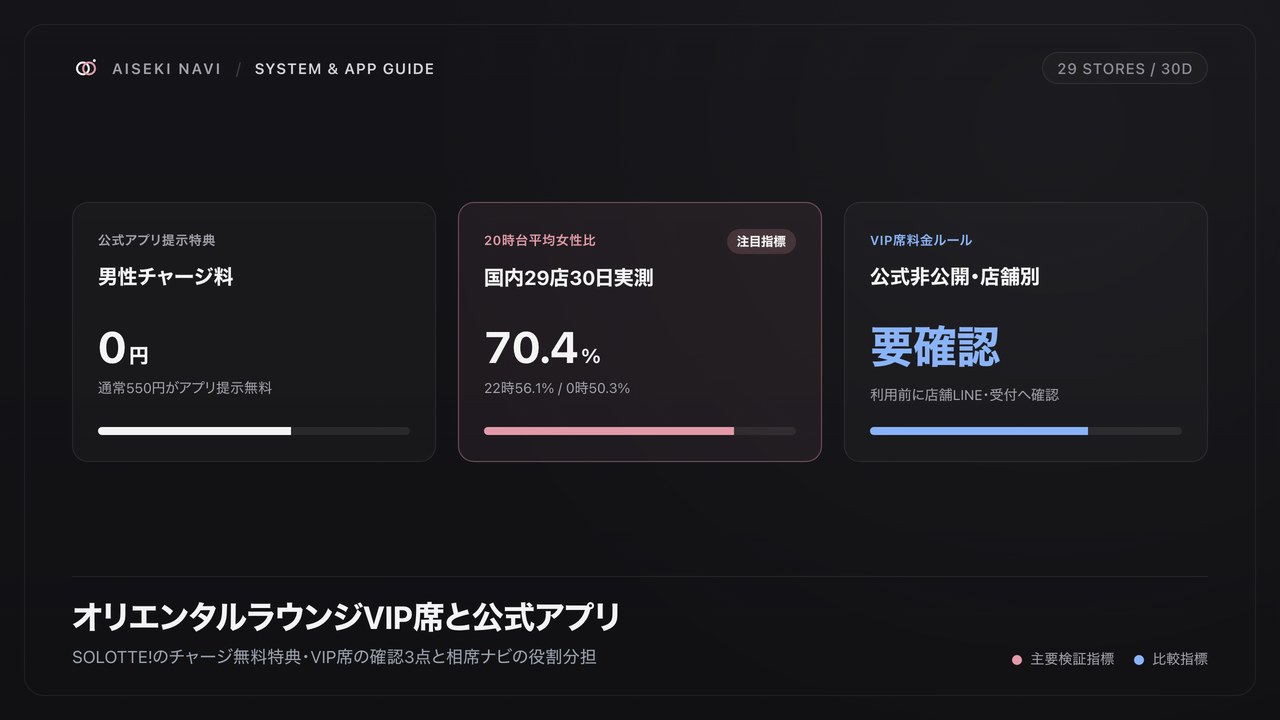 AISEKI NAVI / SYSTEM & APP GUIDE
29 STORES / 30D
公式アプリ提示特典
男性チャージ料
0円
通常550円がアプリ提示無料
20時台平均女性比
注目指標
国内29店30日実測
70.4%
22時56.1% / 0時50.3%
VIP席料金ルール
公式非公開・店舗別
要確認
利用前に店舗LINE・受付へ確認
オリエンタルラウンジVIP席と公式アプリ
SOLOTTE!のチャージ無料特典・VIP席の確認3点と相席ナビの役割分担
主要検証指標
比較指標